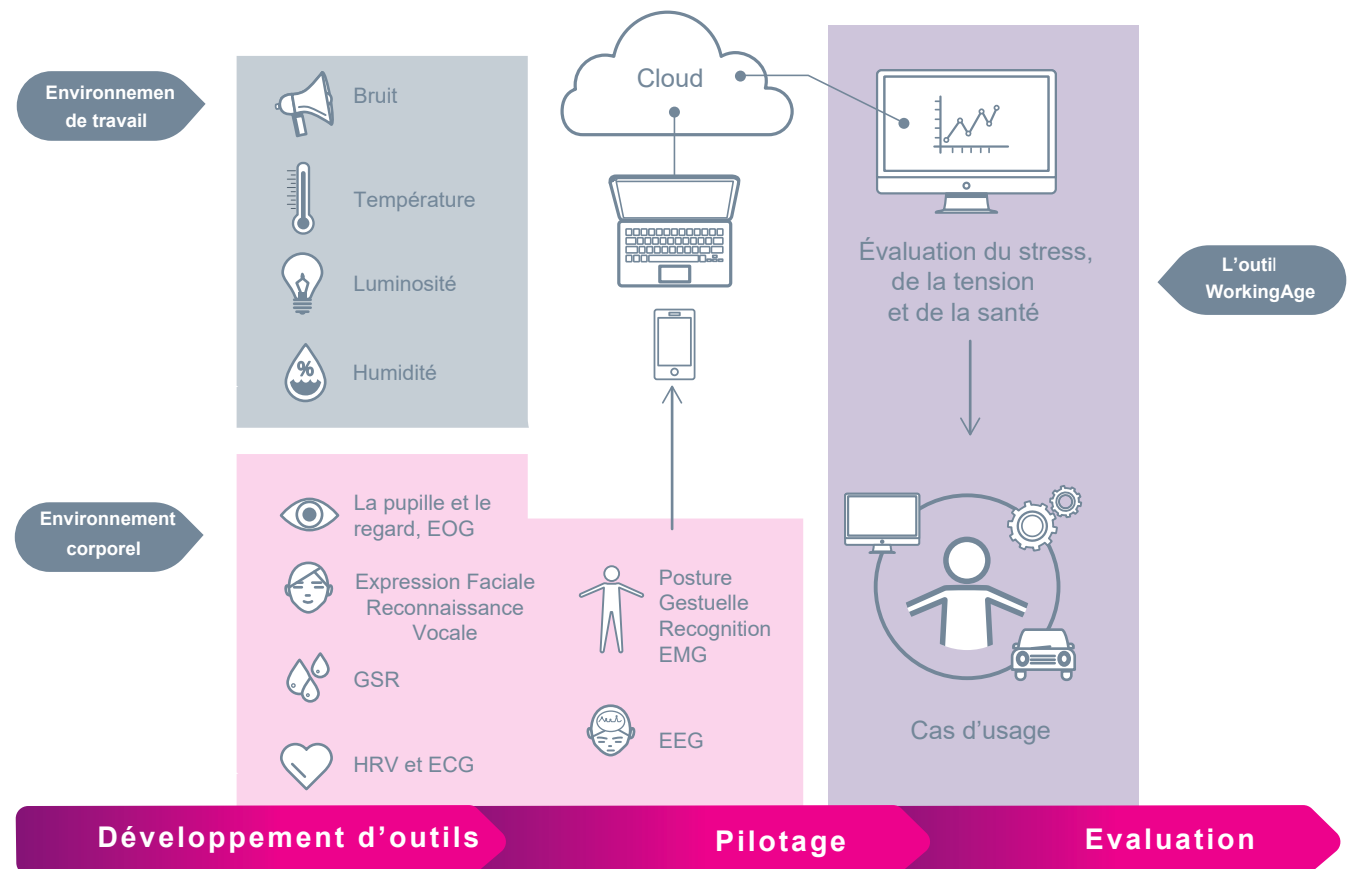 Environnemen
de travail
Bruit
Température
Luminosité
%
Humidité
Cloud
Évaluation du stress,
de la tension
et de la santé
L'outil
WorkingAge
Environnement
corporel
La pupille et le
regard, EOG
Expression Faciale
Reconnaissance
Vocale
GSR
HRV et ECG
Posture
Gestuelle
Recognition
EMG
EEG
Cas d'usage
Développement d'outils
Pilotage
Evaluation